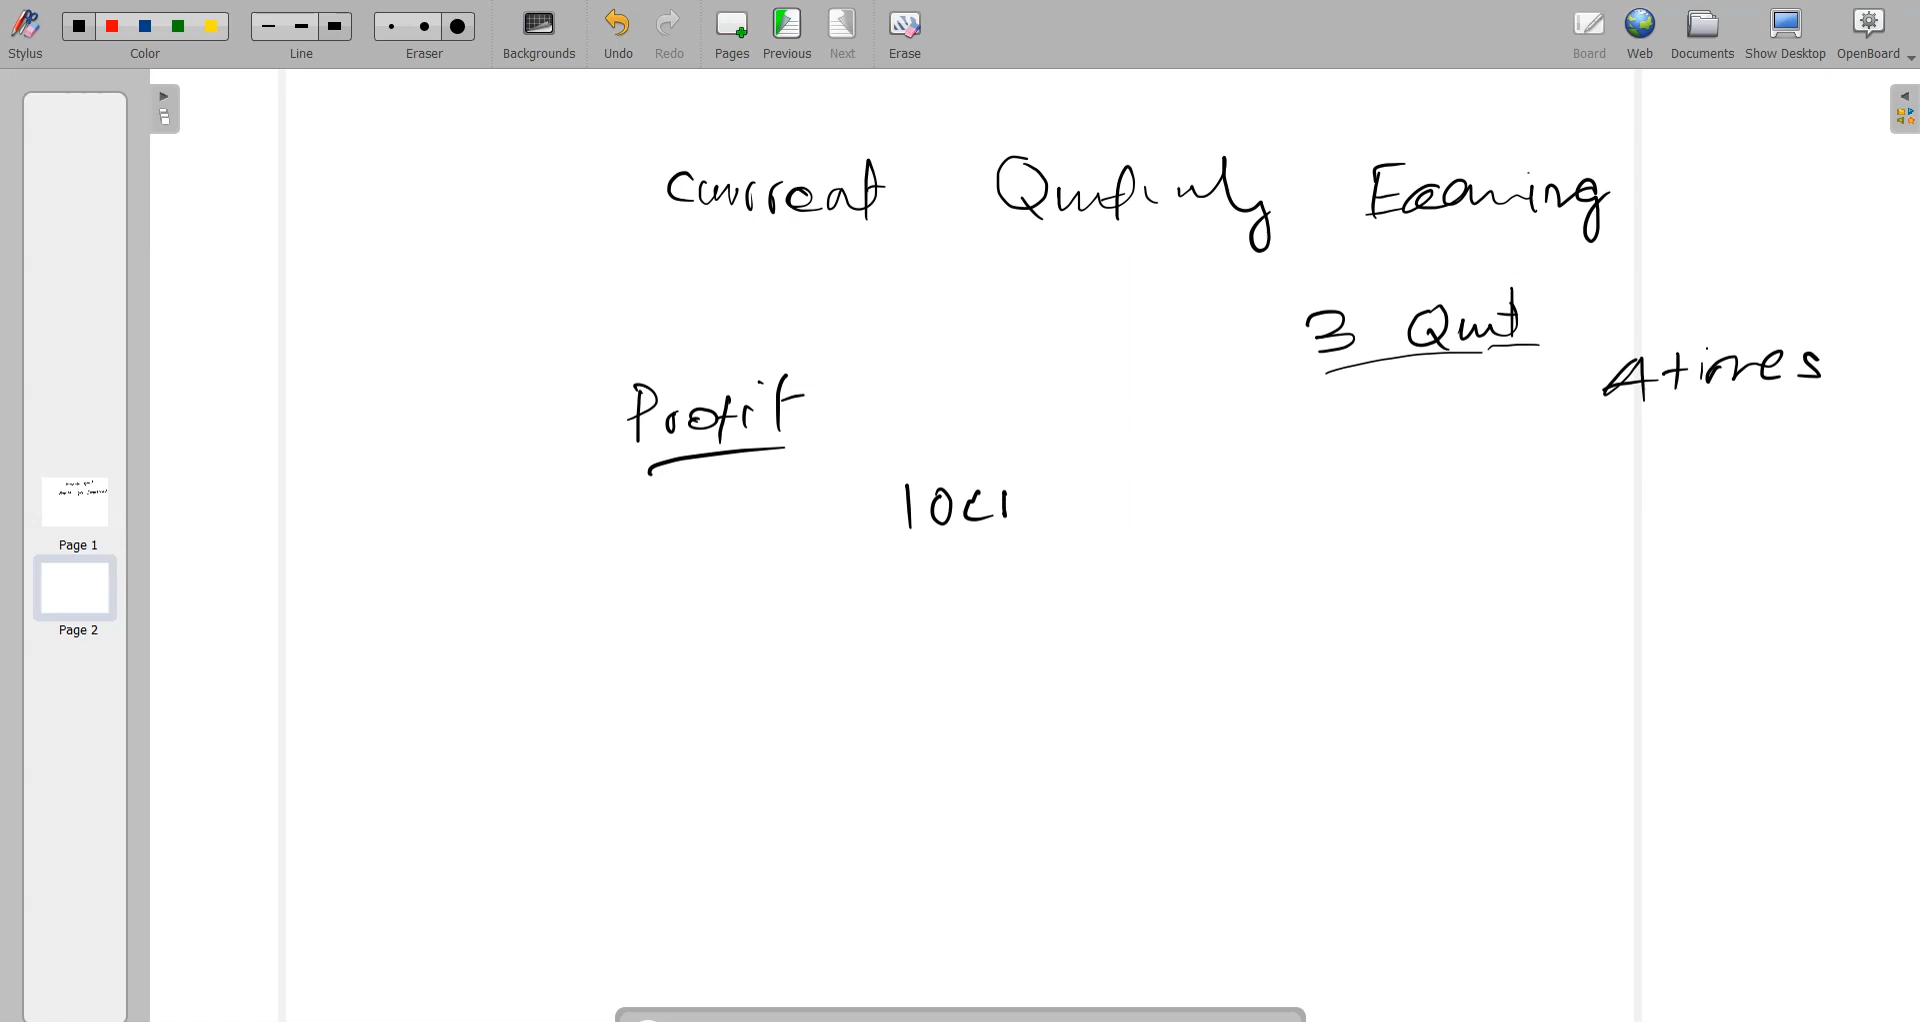 Stylus Color Line Eraser Backgrounds Undo Redo Pages Previous Next Erase Board Web Documents Show Desktop OpenBoard
Current Earning
3 Qut
4 times
Profit
10cr
Page 1
Page 2